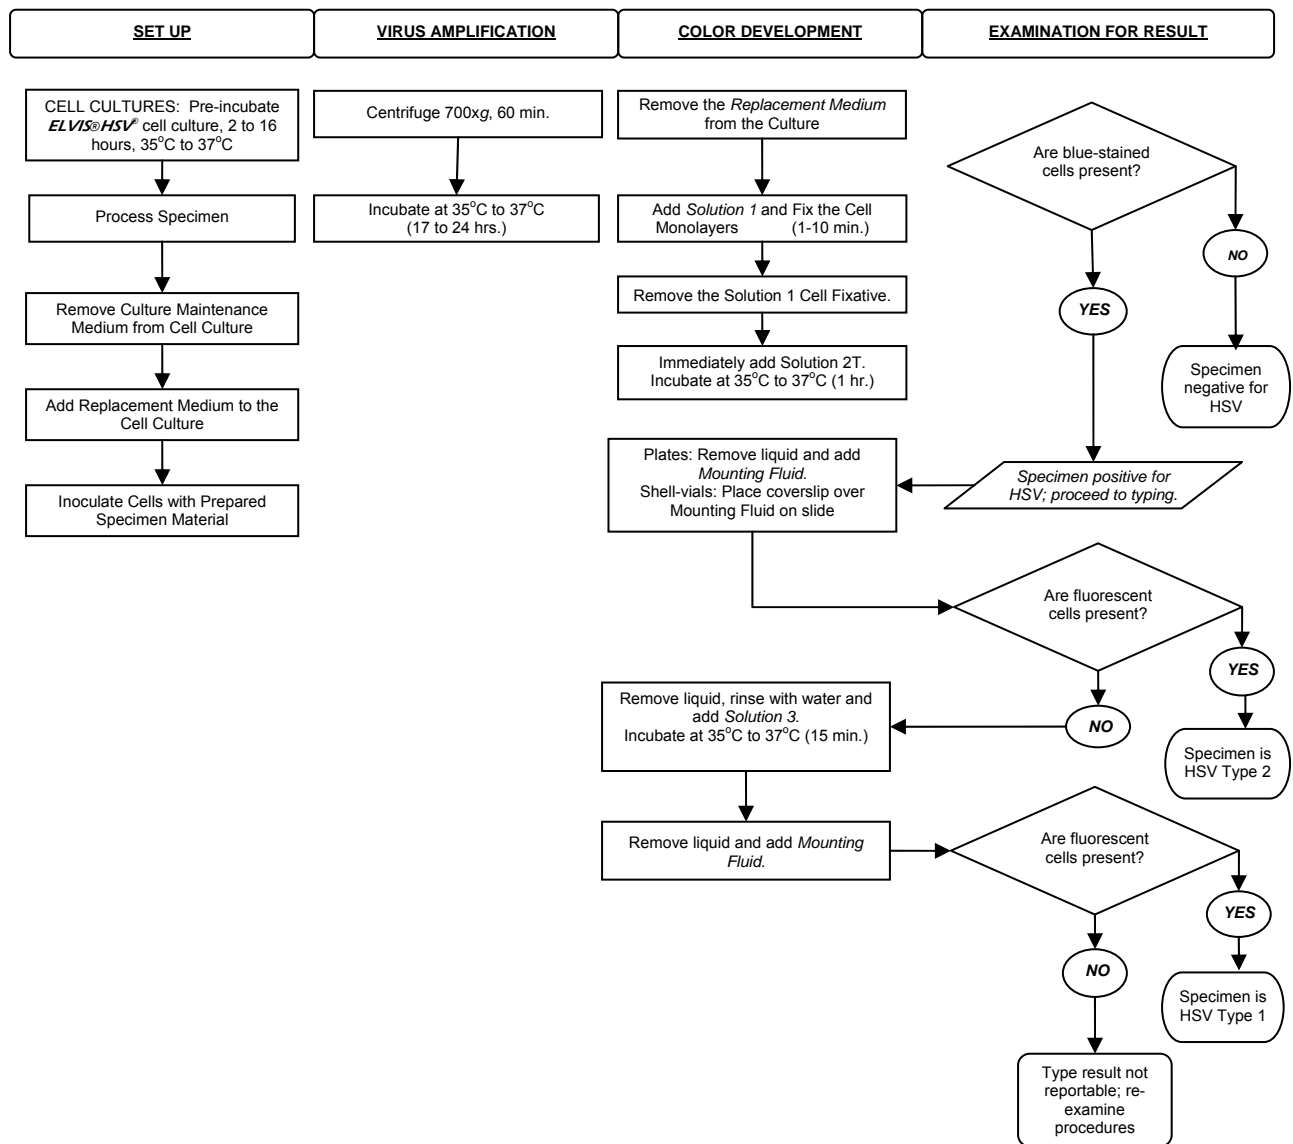 SET UP
VIRUS AMPLIFICATION
COLOR DEVELOPMENT
EXAMINATION FOR RESULT
CELL CULTURES: Pre-incubate
ELVIS®HSV® cell culture, 2 to 16
hours, 35°C to 37°C
Process Specimen
Remove Culture Maintenance
Medium from Cell Culture
Add Replacement Medium to the
Cell Culture
Inoculate Cells with Prepared
Specimen Material
Centrifuge 700xg, 60 min.
Incubate at 35°C to 37°C
(17 to 24 hrs.)
Remove the Replacement Medium
from the Culture
Add Solution 1 and Fix the Cell
Monolayers (1-10 min.)
Remove the Solution 1 Cell Fixative.
Immediately add Solution 2T.
Incubate at 35°C to 37°C (1 hr.)
Are blue-stained
cells present?
NO
YES
Specimen
negative for
HSV
Specimen positive for
HSV; proceed to typing.
Plates: Remove liquid and add
Mounting Fluid.
Shell-vials: Place coverslip over
Mounting Fluid on slide
Are fluorescent
cells present?
YES
NO
Specimen is
HSV Type 2
Remove liquid, rinse with water and
add Solution 3.
Incubate at 35°C to 37°C (15 min.)
Remove liquid and add Mounting
Fluid.
Are fluorescent
cells present?
YES
NO
Specimen is
HSV Type 1
Type result not
reportable; re-
examine
procedures